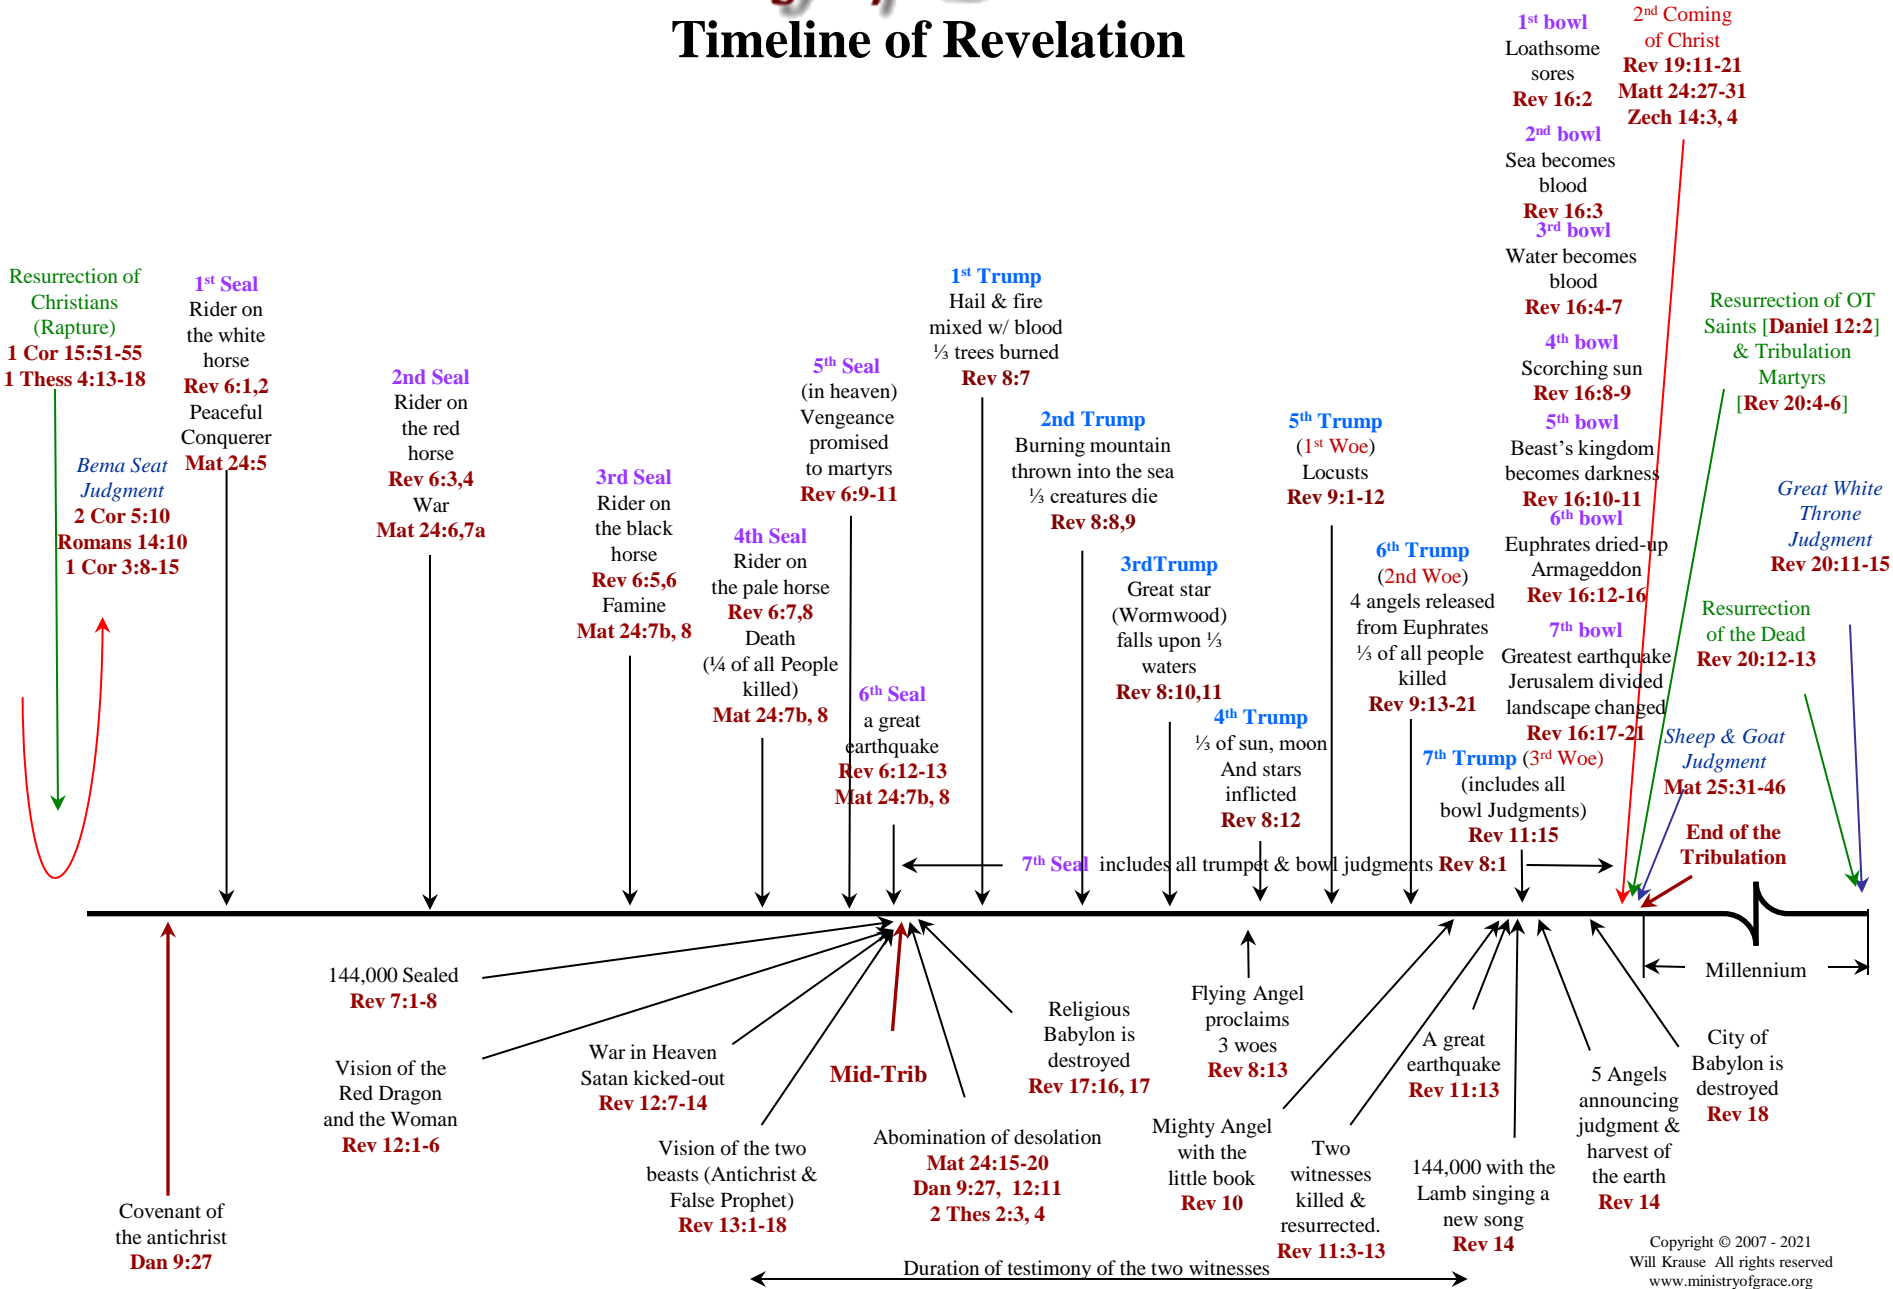 Timeline of Revelation
Resurrection of
Christians
(Rapture)
1 Cor 15:51-55
1 Thess 4:13-18
Bema Seat
Judgment
2 Cor 5:10
Romans 14:10
1 Cor 3:8-15
1st Seal
Rider on
the white
horse
Rev 6:1,2
Peaceful
Conquerer
Mat 24:5
2nd Seal
Rider on
the red
horse
Rev 6:3,4
War
Mat 24:6,7a
3rd Seal
Rider on
the black
horse
Rev 6:5,6
Famine
Mat 24:7b, 8
4th Seal
Rider on
the pale horse
Rev 6:7,8
Death
(¼ of all People
killed)
Mat 24:7b, 8
5th Seal
(in heaven)
Vengeance
promised
to martyrs
Rev 6:9-11
6th Seal
a great
earthquake
Rev 6:12-13
Mat 24:7b, 8
1st Trump
Hail & fire
mixed w/ blood
⅓ trees burned
Rev 8:7
2nd Trump
Burning mountain
thrown into the sea
⅓ creatures die
Rev 8:8,9
3rdTrump
Great star
(Wormwood)
falls upon ⅓
waters
Rev 8:10,11
4th Trump
⅓ of sun, moon
And stars
inflicted
Rev 8:12
5th Trump
(1st Woe)
Locusts
Rev 9:1-12
6th Trump
(2nd Woe)
4 angels released
from Euphrates
⅓ of all people
killed
Rev 9:13-21
7th Trump (3rd Woe)
(includes all
bowl Judgments)
Rev 11:15
7th Seal includes all trumpet & bowl judgments Rev 8:1
1st bowl
Loathsome
sores
Rev 16:2
2nd bowl
Sea becomes
blood
Rev 16:3
3rd bowl
Water becomes
blood
Rev 16:4-7
4th bowl
Scorching sun
Rev 16:8-9
5th bowl
Beast's kingdom
becomes darkness
Rev 16:10-11
6th bowl
Euphrates dried-up
Armageddon
Rev 16:12-16
7th bowl
Greatest earthquake
Jerusalem divided
landscape changed
Rev 16:17-21
2nd Coming
of Christ
Rev 19:11-21
Matt 24:27-31
Zech 14:3, 4
Resurrection of OT
Saints [Daniel 12:2]
& Tribulation
Martyrs
[Rev 20:4-6]
Great White
Throne
Judgment
Rev 20:11-15
Resurrection
of the Dead
Rev 20:12-13
Sheep & Goat
Judgment
Mat 25:31-46
End of the
Tribulation
Millennium
Covenant of
the antichrist
Dan 9:27
144,000 Sealed
Rev 7:1-8
Vision of the
Red Dragon
and the Woman
Rev 12:1-6
War in Heaven
Satan kicked-out
Rev 12:7-14
Vision of the two
beasts (Antichrist &
False Prophet)
Rev 13:1-18
Mid-Trib
Abomination of desolation
Mat 24:15-20
Dan 9:27, 12:11
2 Thes 2:3, 4
Religious
Babylon is
destroyed
Rev 17:16, 17
Flying Angel
proclaims
3 woes
Rev 8:13
Mighty Angel
with the
little book
Rev 10
Two
witnesses
killed &
resurrected.
Rev 11:3-13
A great
earthquake
Rev 11:13
144,000 with the
Lamb singing a
new song
Rev 14
5 Angels
announcing
judgment &
harvest of
the earth
Rev 14
City of
Babylon is
destroyed
Rev 18
Duration of testimony of the two witnesses
Copyright © 2007 - 2021
Will Krause All rights reserved
www.ministryofgrace.org